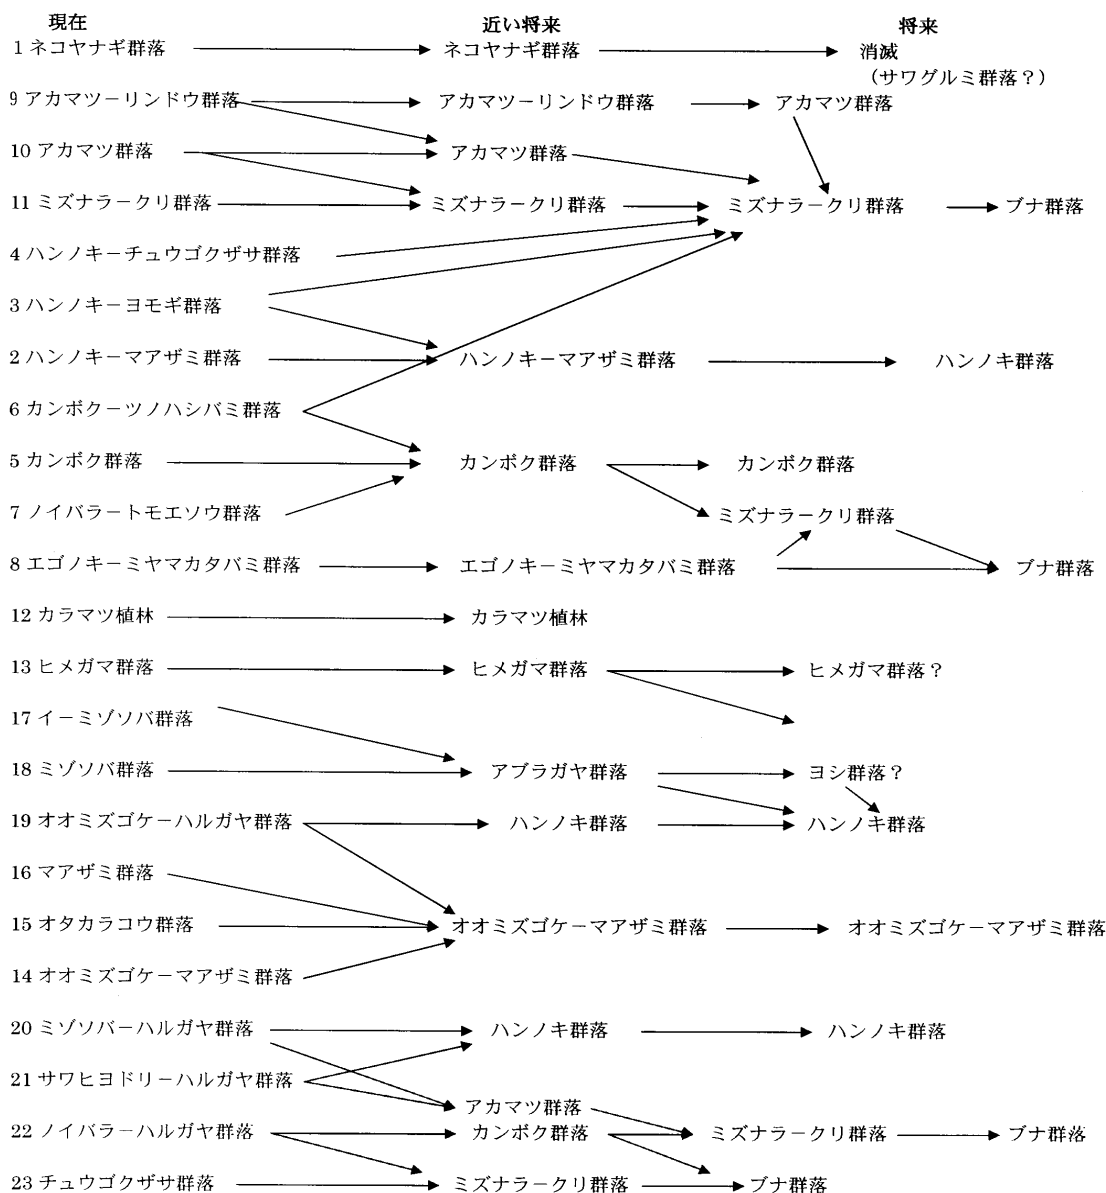 現在 近い将来 将来
1 ネコヤナギ群落 ネコヤナギ群落 消滅
(サワグルミ群落？)
9 アカマツーリンドウ群落 アカマツーリンドウ群落 アカマツ群落
10 アカマツ群落 アカマツ群落
11 ミズナラークリ群落 ミズナラークリ群落 ミズナラークリ群落 ブナ群落
4 ハンノキーチュウゴクザサ群落
3 ハンノキーヨモギ群落
2 ハンノキーマアザミ群落 ハンノキーマアザミ群落 ハンノキ群落
6 カンボクーツノハシバミ群落
5 カンボク群落 カンボク群落 カンボク群落
7 ノイバラートモエソウ群落 ミズナラークリ群落
8 エゴノキーミヤマカタバミ群落 エゴノキーミヤマカタバミ群落 ブナ群落
12 カラマツ植林 カラマツ植林
13 ヒメガマ群落 ヒメガマ群落 ヒメガマ群落？
17 イーミゾソバ群落
18 ミゾソバ群落 アブラガヤ群落 ヨシ群落？
19 オオミズゴケーハルガヤ群落 ハンノキ群落 ハンノキ群落
16 マアザミ群落
15 オタカラコウ群落 オオミズゴケーマアザミ群落 オオミズゴケーマアザミ群落
14 オオミズゴケーマアザミ群落
20 ミゾソバーハルガヤ群落 ハンノキ群落 ハンノキ群落
21 サワヒヨドリーハルガヤ群落
アカマツ群落
22 ノイバラーハルガヤ群落 カンボク群落 ミズナラークリ群落 ブナ群落
23 チュウゴクザサ群落 ミズナラークリ群落 ブナ群落